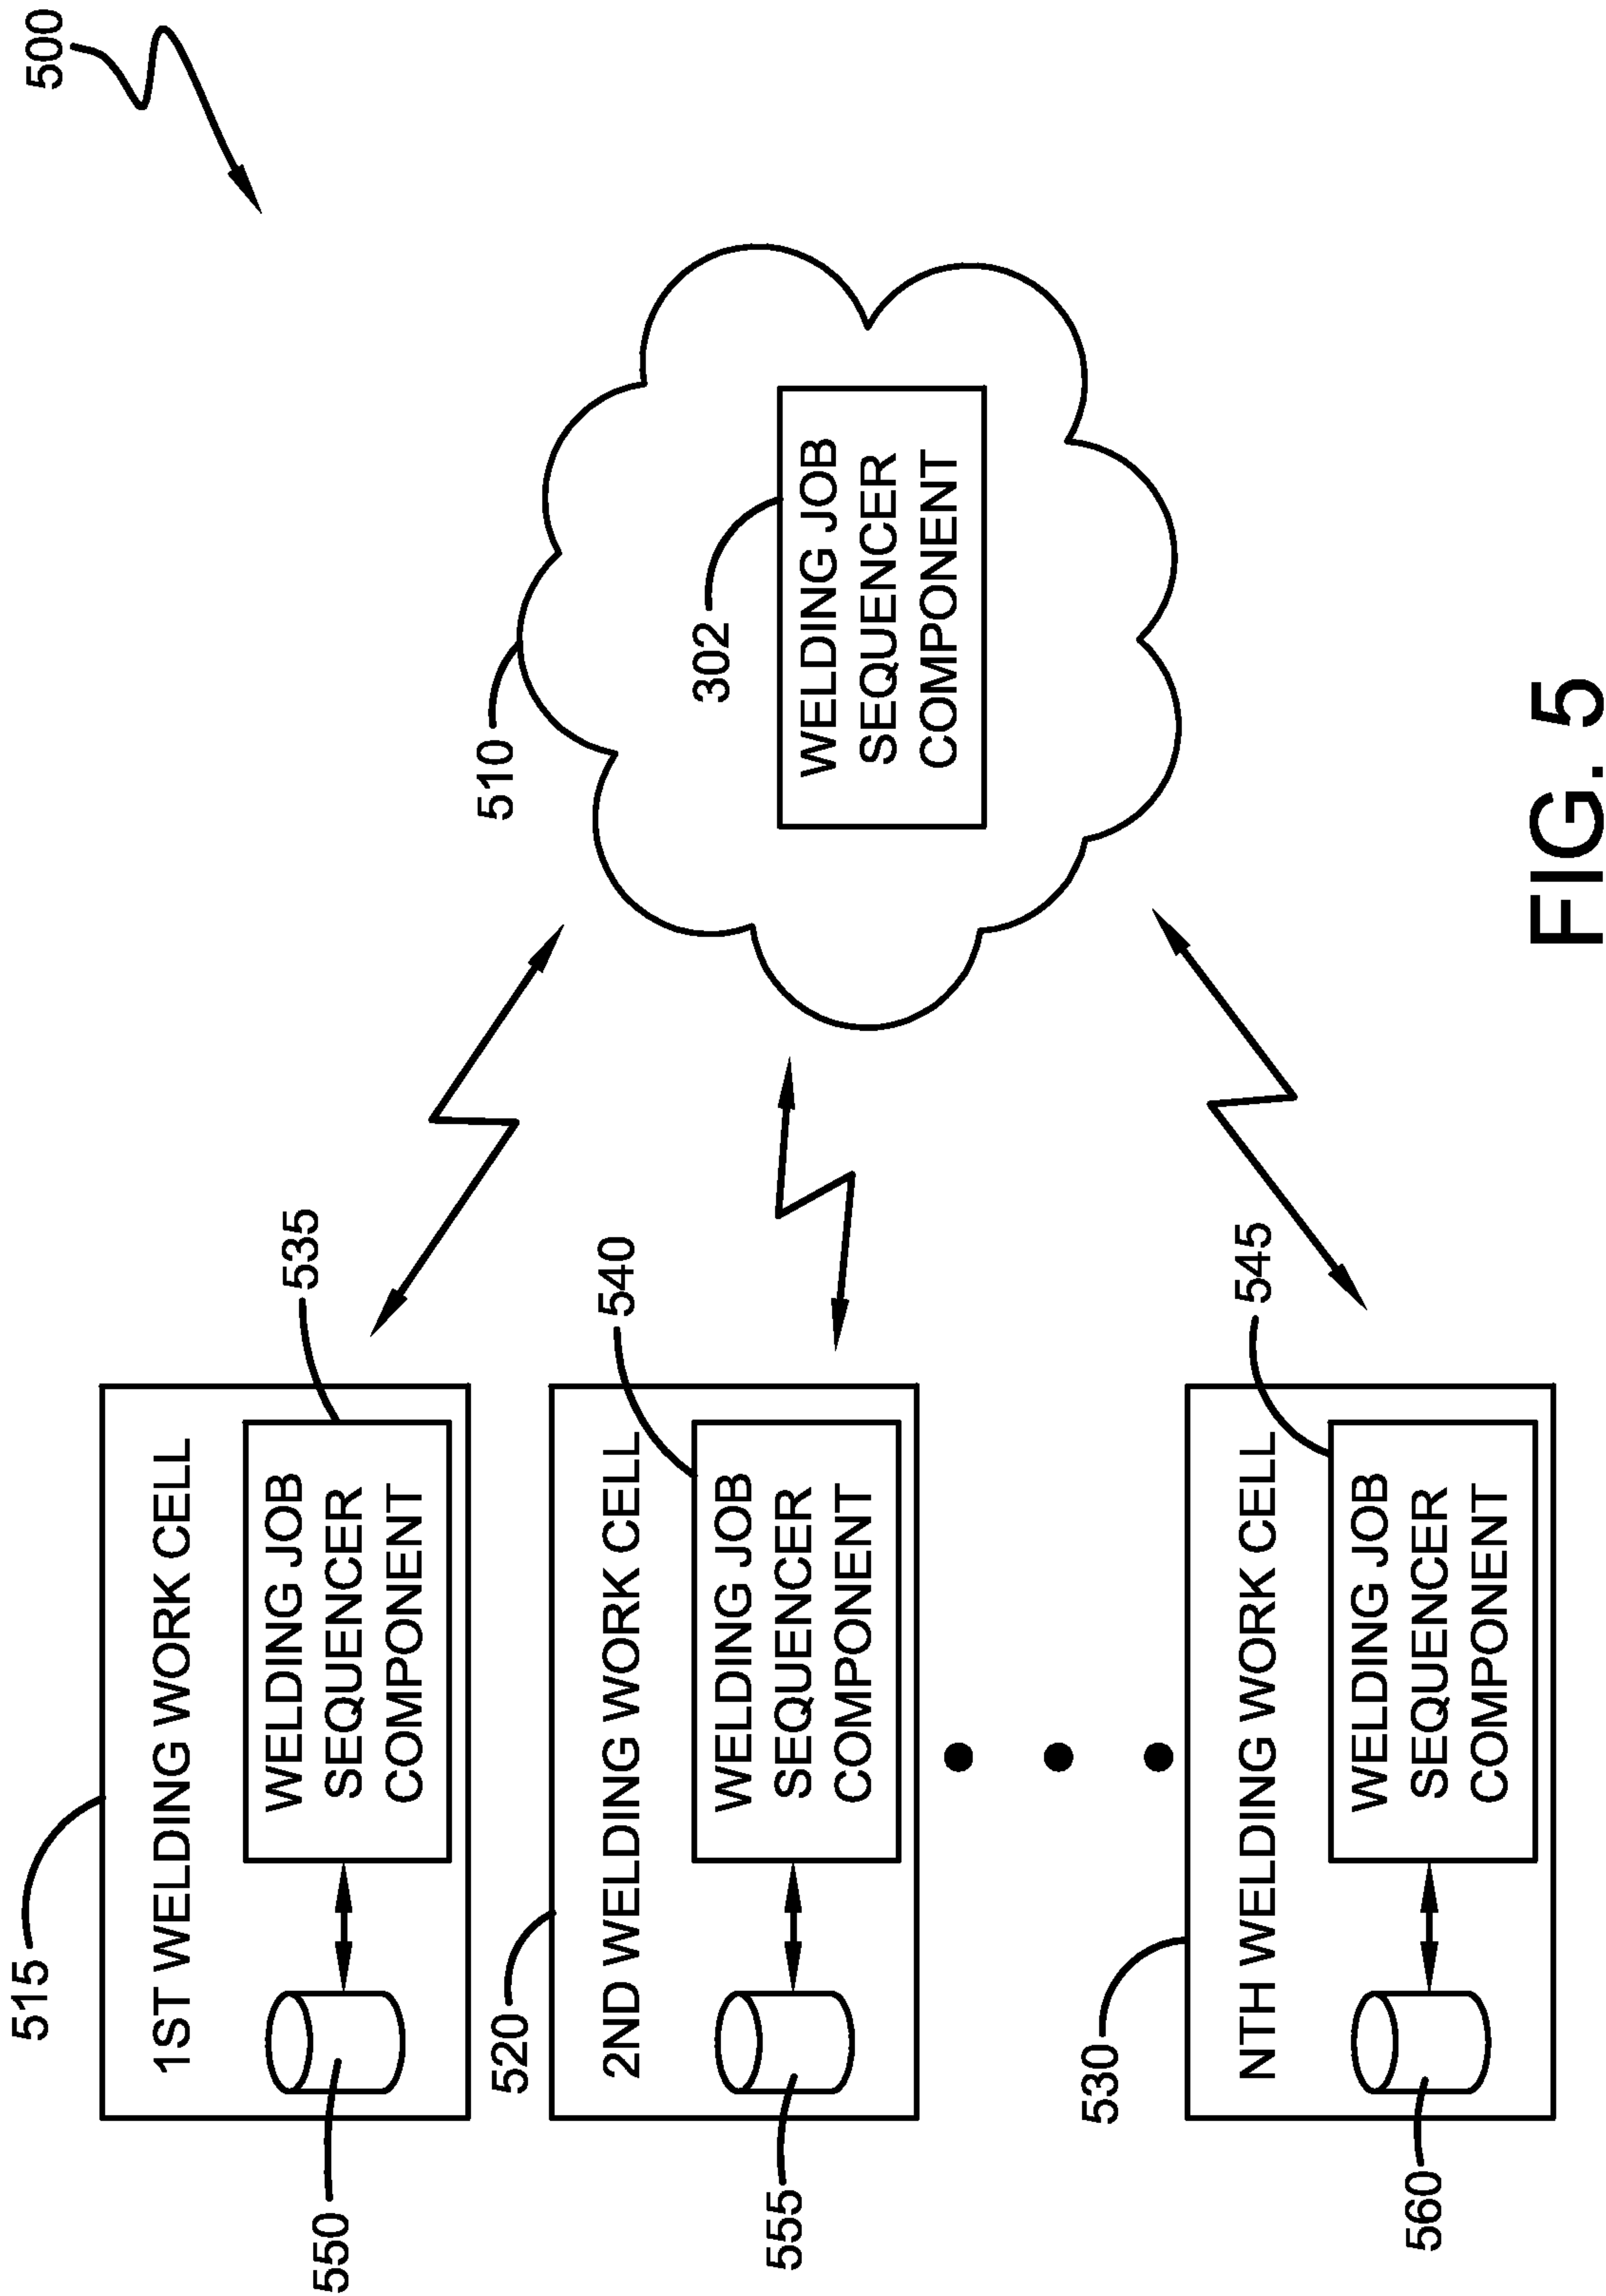 500
515
1ST WELDING WORK CELL
535
WELDING JOB
SEQUENCER
COMPONENT
550
510
302
WELDING JOB
SEQUENCER
COMPONENT
520
2ND WELDING WORK CELL
540
WELDING JOB
SEQUENCER
COMPONENT
555
530
NTH WELDING WORK CELL
545
WELDING JOB
SEQUENCER
COMPONENT
560
FIG. 5